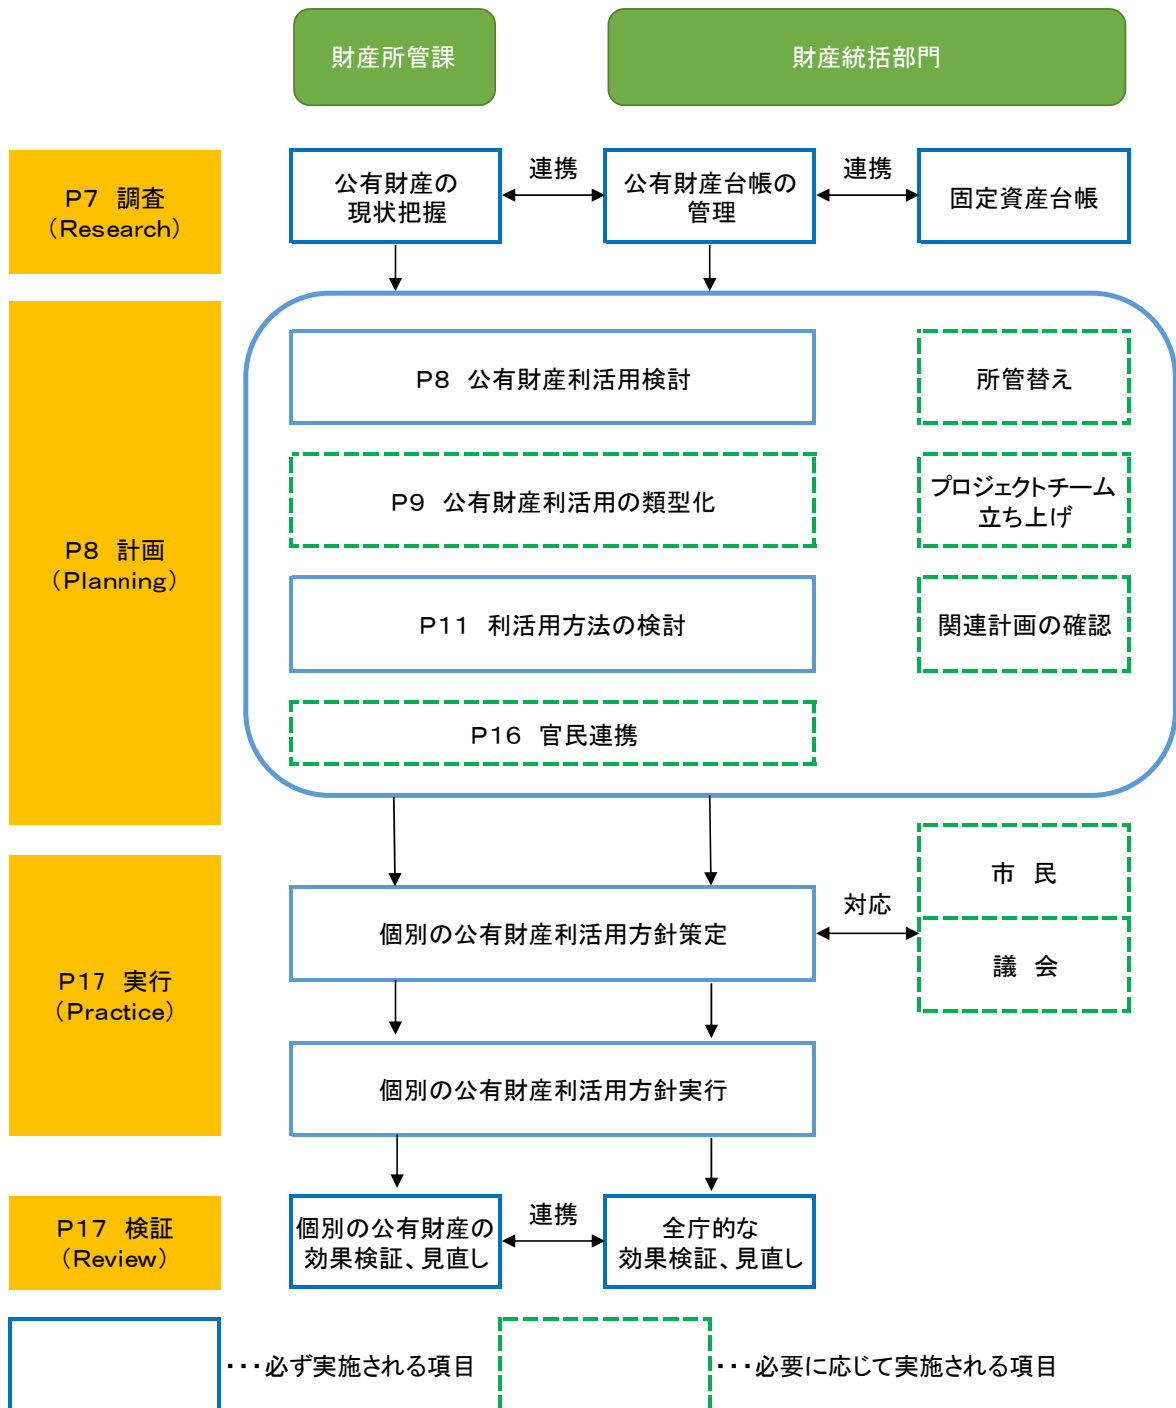 財産所管課
財産統括部門
P7 調査
(Research)
公有財産の
現状把握
連携
公有財産台帳の
管理
連携
固定資産台帳
P8 計画
(Planning)
P8 公有財産利活用検討
所管替え
P9 公有財産利活用の類型化
プロジェクトチーム
立ち上げ
P11 利活用方法の検討
関連計画の確認
P16 官民連携
P17 実行
(Practice)
個別の公有財産利活用方針策定
対応
市 民
議 会
個別の公有財産利活用方針実行
P17 検証
(Review)
個別の公有財産の
効果検証、見直し
連携
全庁的な
効果検証、見直し
・・・必ず実施される項目
・・・必要に応じて実施される項目